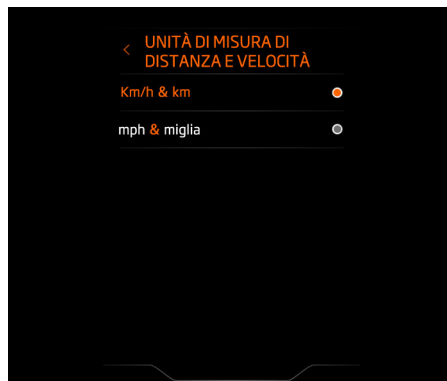 UNITÀ DI MISURA DI
DISTANZA E VELOCITÀ
Km/h & km
mph & miglia